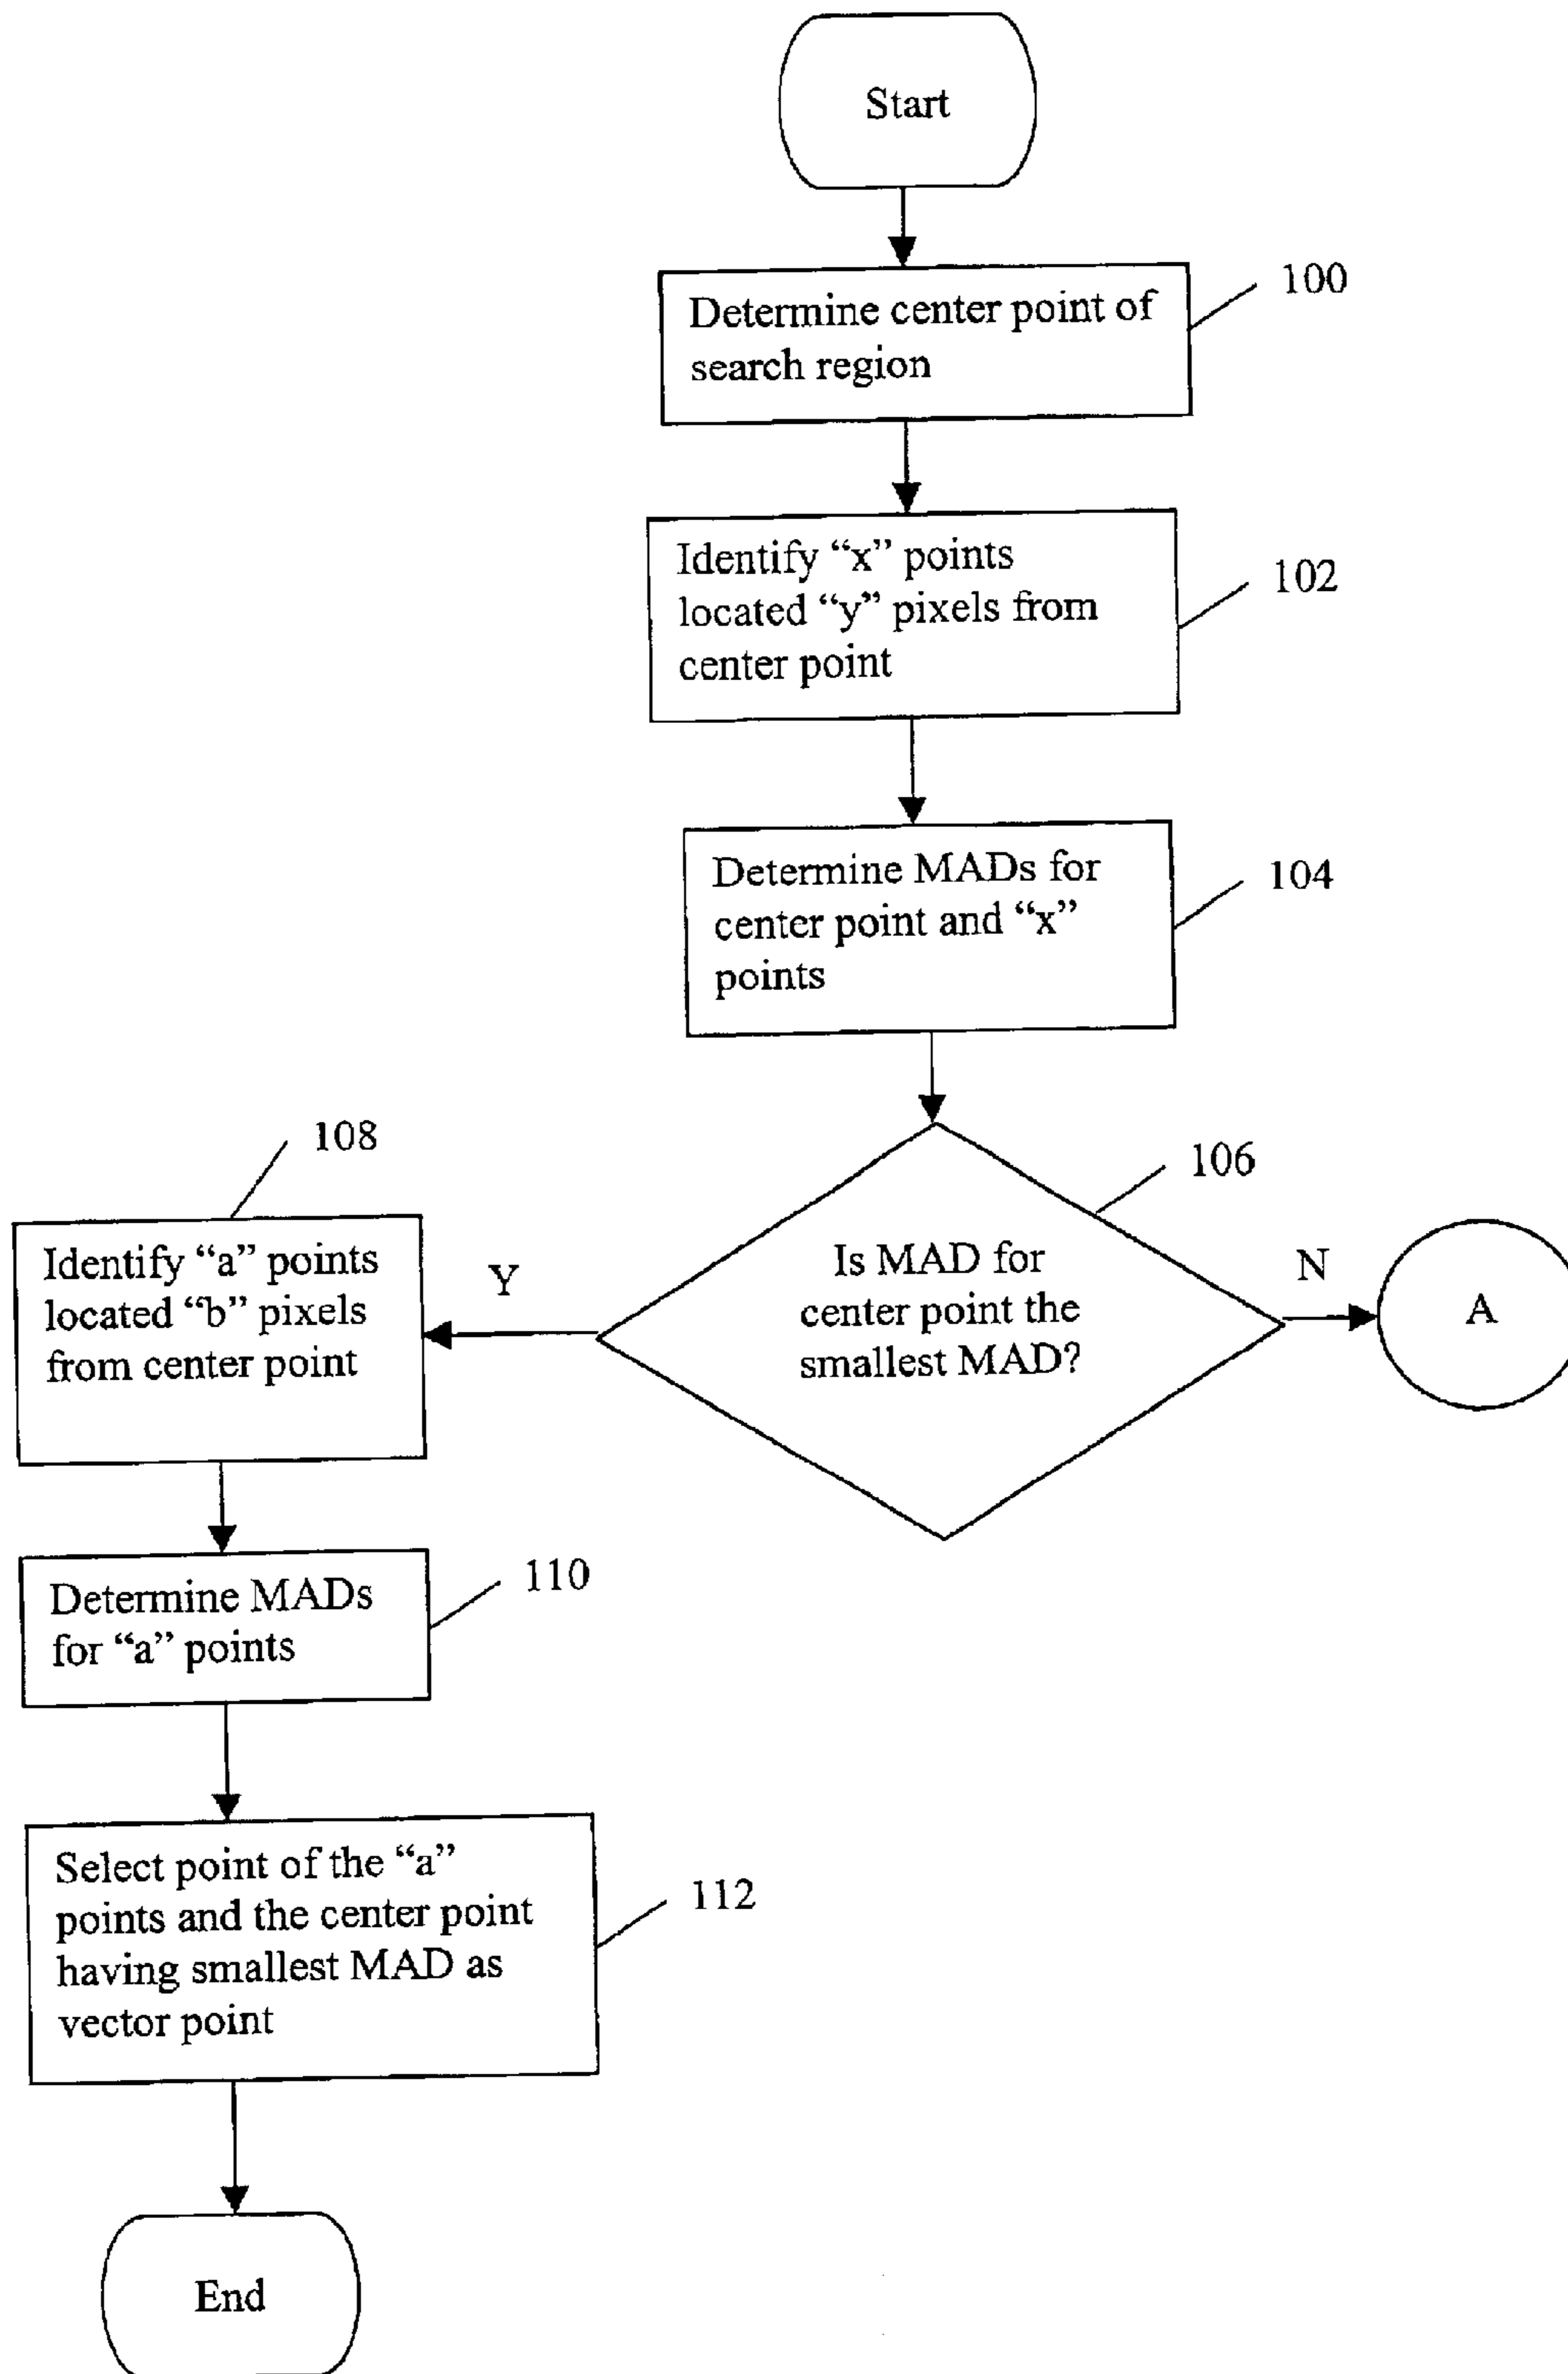 Start
100
Determine center point of
search region
102
Identify “x” points
located “y” pixels from
center point
104
Determine MADs for
center point and “x”
points
106
Is MAD for
center point the
smallest MAD?
N
A
Y
108
Identify “a” points
located “b” pixels
from center point
110
Determine MADs
for “a” points
112
Select point of the “a”
points and the center point
having smallest MAD as
vector point
End